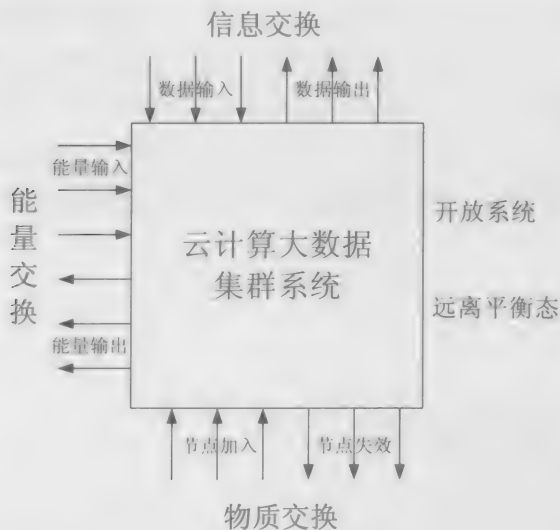 信息交换
数据输入
数据输出
能量输入
能量交换
能量输出
云计算大数据
集群系统
开放系统
远离平衡态
节点加入
节点失效
物质交换